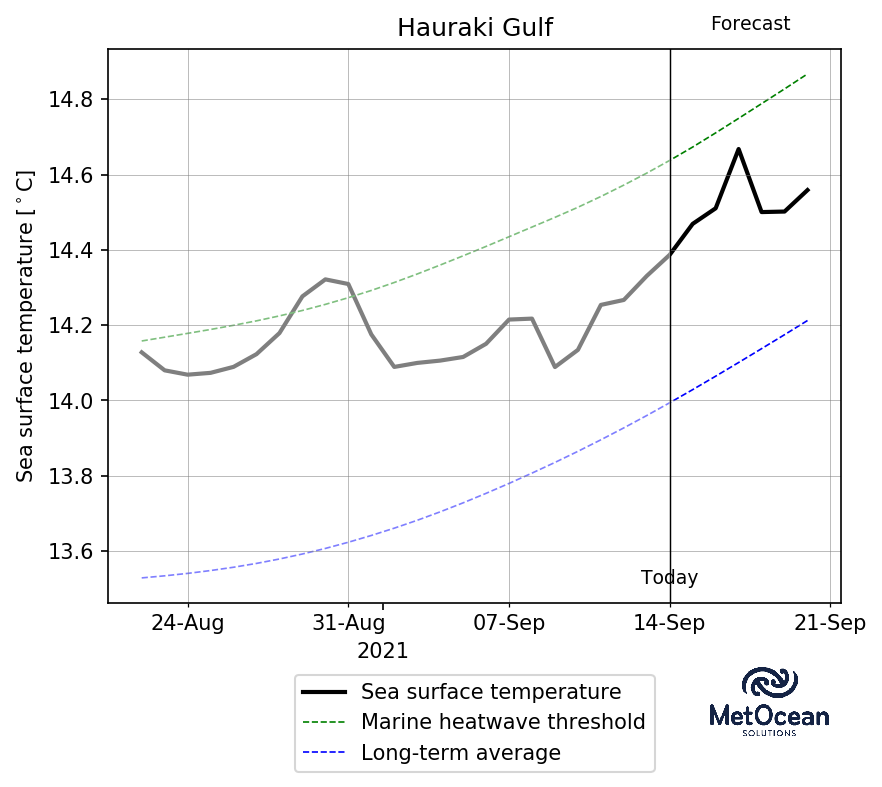 Hauraki Gulf
Forecast
Sea surface temperature [°C]
14.8
14.6
14.4
14.2
14.0
13.8
13.6
Today
24-Aug
31-Aug
07-Sep
14-Sep
21-Sep
2021
Sea surface temperature
Marine heatwave threshold
Long-term average
MetOcean
SOLUTIONS